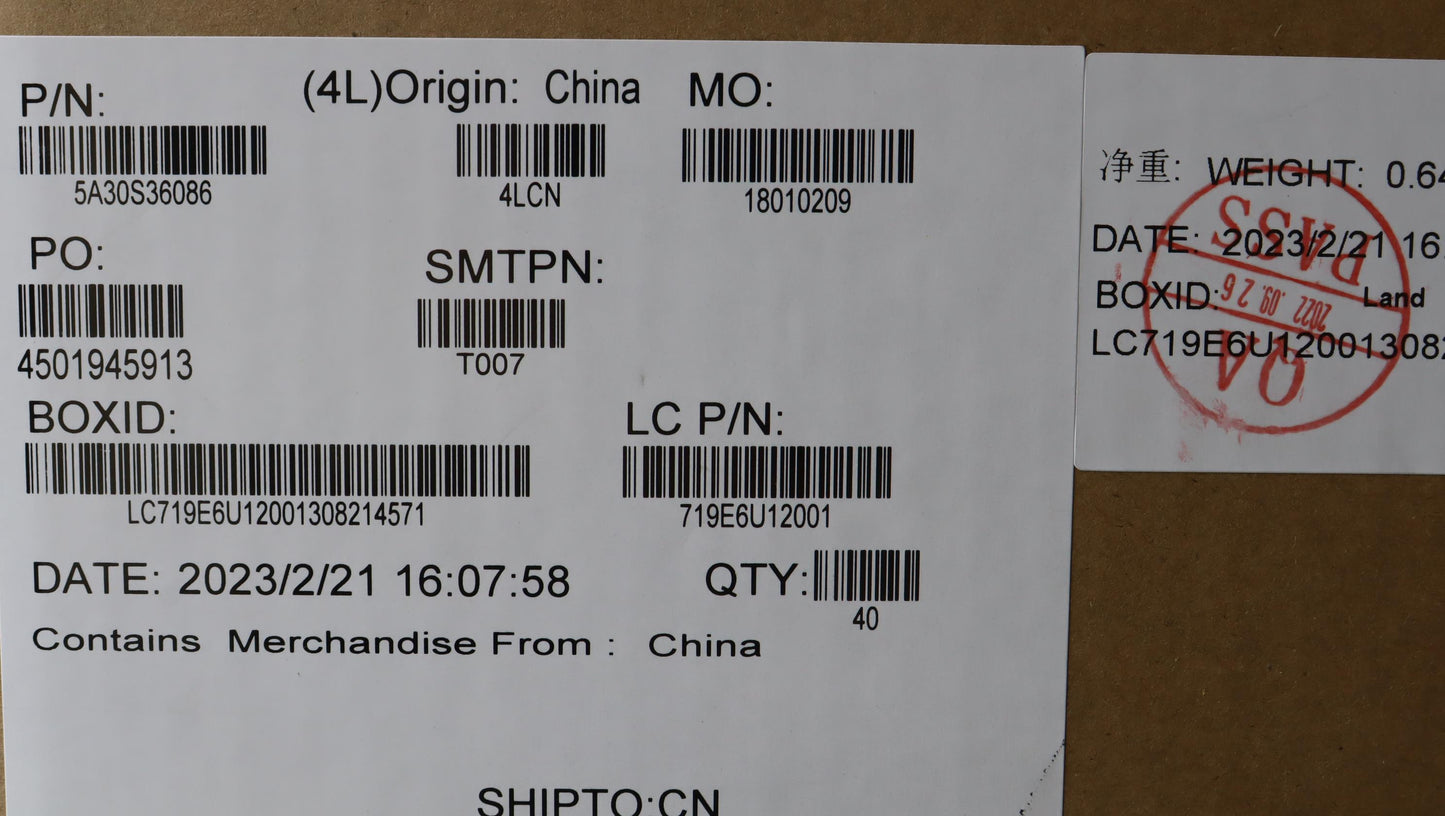 P/N:
(4L)Origin: China
MO:
5A30S36086
4LCN
18010209
PO:
SMTPN:
4501945913
T007
BOXID:
LC P/N:
LC719E6U12001308214571
719E6U12001
DATE: 2023/2/21 16:07:58
QTY:
40
Contains Merchandise From : China
SHIPTO:CN
净重: WEIGHT: 0.64
DATE: 2023/2/21 16:
BOXID: Land
LC719E6U12001308
QA
2022.09.26
PASS